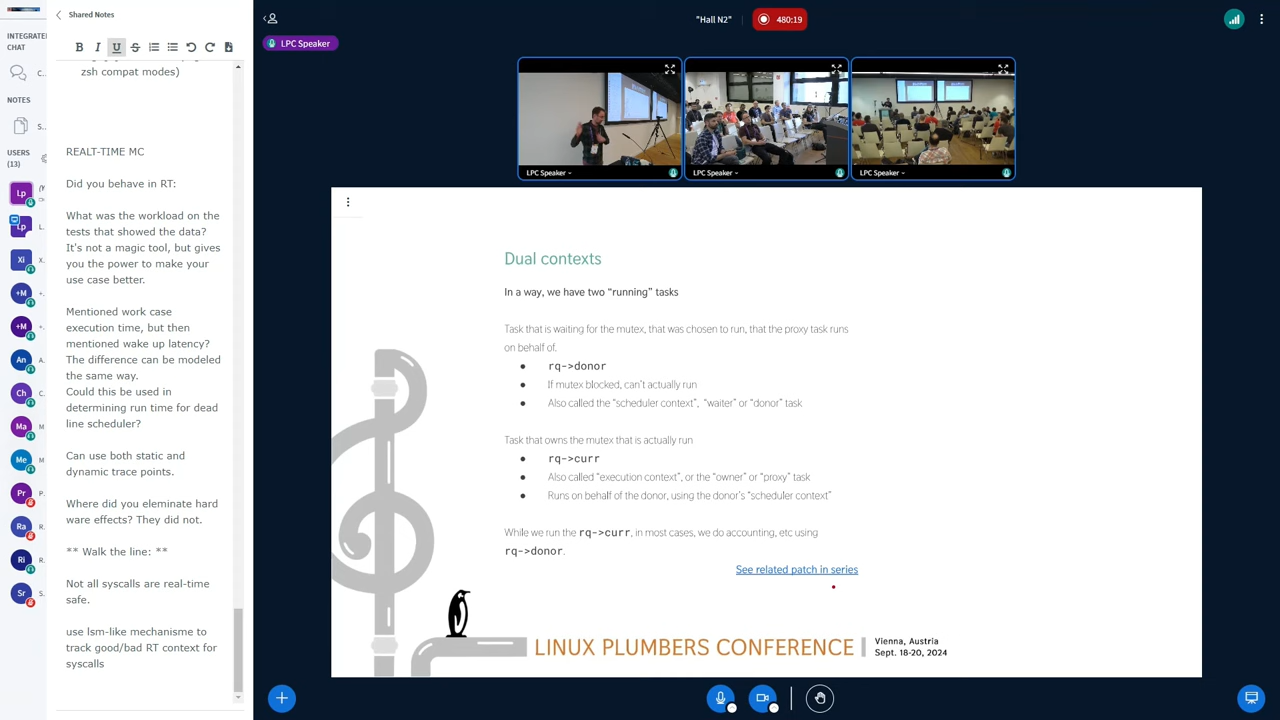 Shared Notes
INTEGRATE
CHAT
C.
NOTES
S.
USERS
(13)
Lp
Lp
L.
Xi
X.
+M
+M
An
A.
Ch
C.
Ma
M
Me
M
Pr
P.
Ra
R.
Ri
R.
Sr
S.
B I U S
zsh compat modes)
REALT-TIME MC
Did you behave in RT:
What was the workload on the
tests that showed the data?
It's not a magic tool, but gives
you the power to make your
use case better.
Mentioned work case
execution time, but then
mentioned wake up latency?
The difference can be modeled
the same way.
Could this be used in
determining run time for dead
line scheduler?
Can use both static and
dynamic trace points.
Where did you eleminate hard
ware effects? They did not.
** Walk the line: **
Not all syscalls are real-time
safe.
use lsm-like mechanisme to
track good/bad RT context for
syscalls
"Hall N2"
480:19
LPC Speaker
LPC Speaker
LPC Speaker
LPC Speaker
Dual contexts
In a way, we have two “running” tasks
Task that is waiting for the mutex, that was chosen to run, that the proxy task runs
on behalf of.
● rq->donor
● If mutex blocked, can’t actually run
● Also called the “scheduler context”, “waiter” or “donor” task
Task that owns the mutex that is actually run
● rq->curr
● Also called “execution context”, or the “owner” or “proxy” task
● Runs on behalf of the donor, using the donor’s “scheduler context”
While we run the rq->curr, in most cases, we do accounting, etc using
rq->donor.
See related patch in series
LINUX PLUMBERS CONFERENCE
Vienna, Austria
Sept. 18-20, 2024